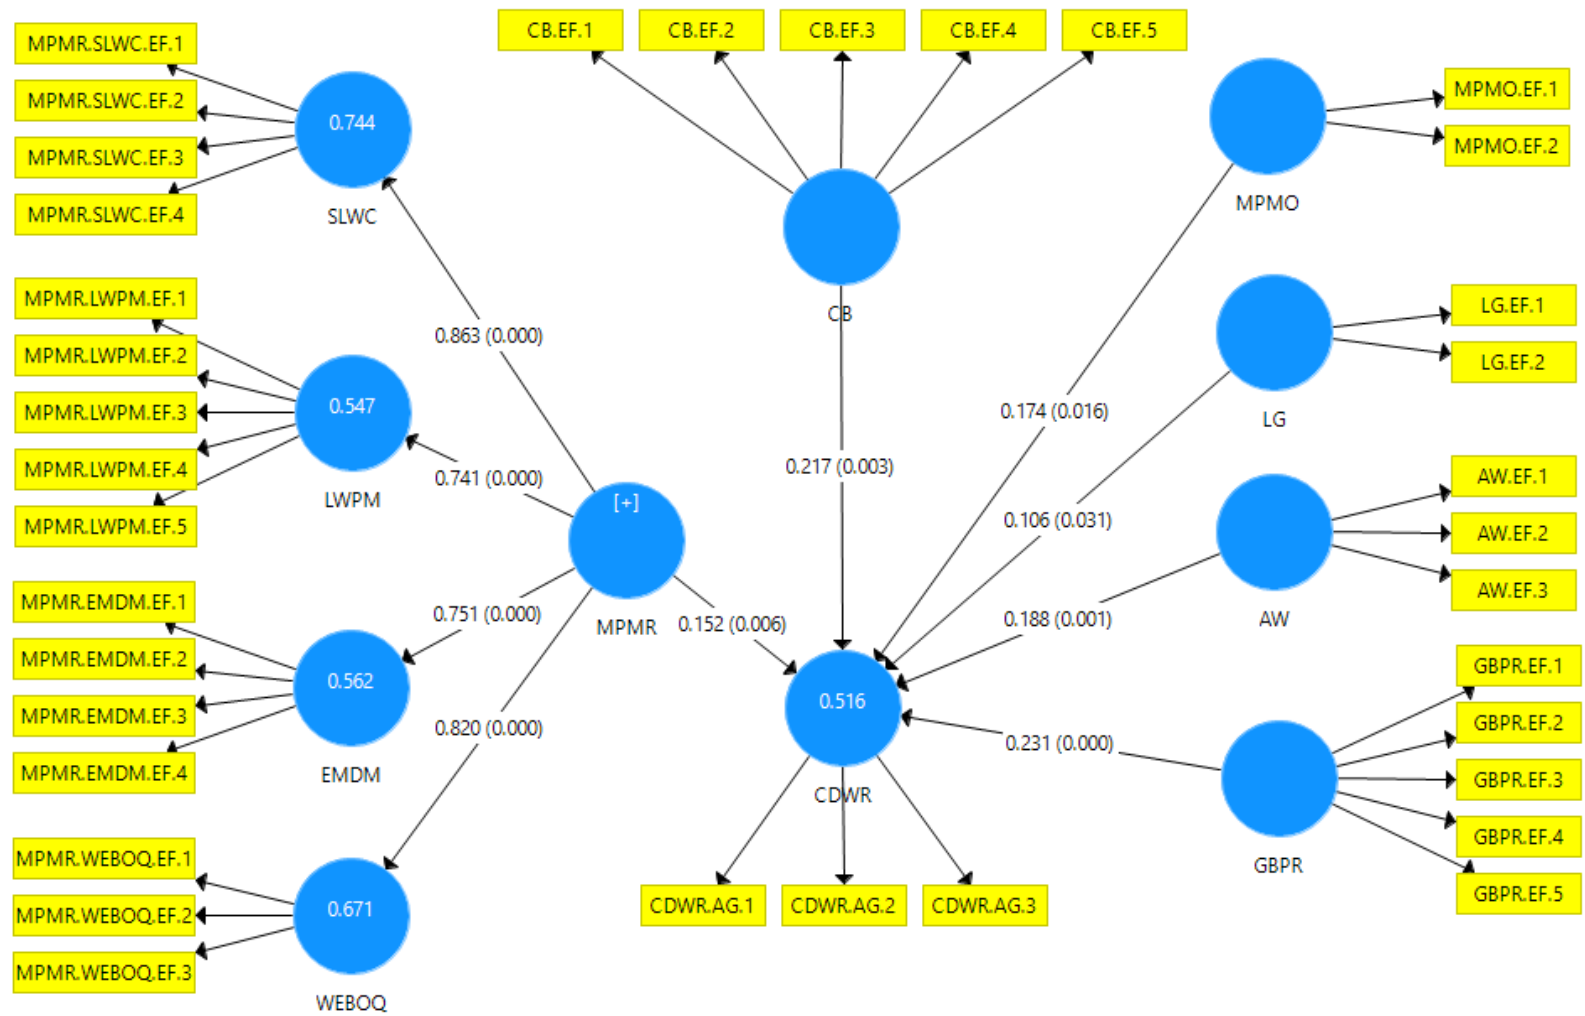 MPMR.SLWC.EF.1
MPMR.SLWC.EF.2
MPMR.SLWC.EF.3
MPMR.SLWC.EF.4
0.744
SLWC
MPMR.LWPM.EF.1
MPMR.LWPM.EF.2
MPMR.LWPM.EF.3
MPMR.LWPM.EF.4
MPMR.LWPM.EF.5
0.547
LWPM
MPMR.EMDM.EF.1
MPMR.EMDM.EF.2
MPMR.EMDM.EF.3
MPMR.EMDM.EF.4
0.562
EMDM
MPMR.WEBOQ.EF.1
MPMR.WEBOQ.EF.2
MPMR.WEBOQ.EF.3
0.671
WEBOQ
0.863 (0.000)
0.741 (0.000)
0.751 (0.000)
0.820 (0.000)
[+]
MPMR
0.152 (0.006)
CB.EF.1
CB.EF.2
CB.EF.3
CB.EF.4
CB.EF.5
CB
0.217 (0.003)
0.516
CDWR
CDWR.AG.1
CDWR.AG.2
CDWR.AG.3
0.174 (0.016)
0.106 (0.031)
0.188 (0.001)
0.231 (0.000)
MPMO
MPMO.EF.1
MPMO.EF.2
LG
LG.EF.1
LG.EF.2
AW
AW.EF.1
AW.EF.2
AW.EF.3
GBPR
GBPR.EF.1
GBPR.EF.2
GBPR.EF.3
GBPR.EF.4
GBPR.EF.5